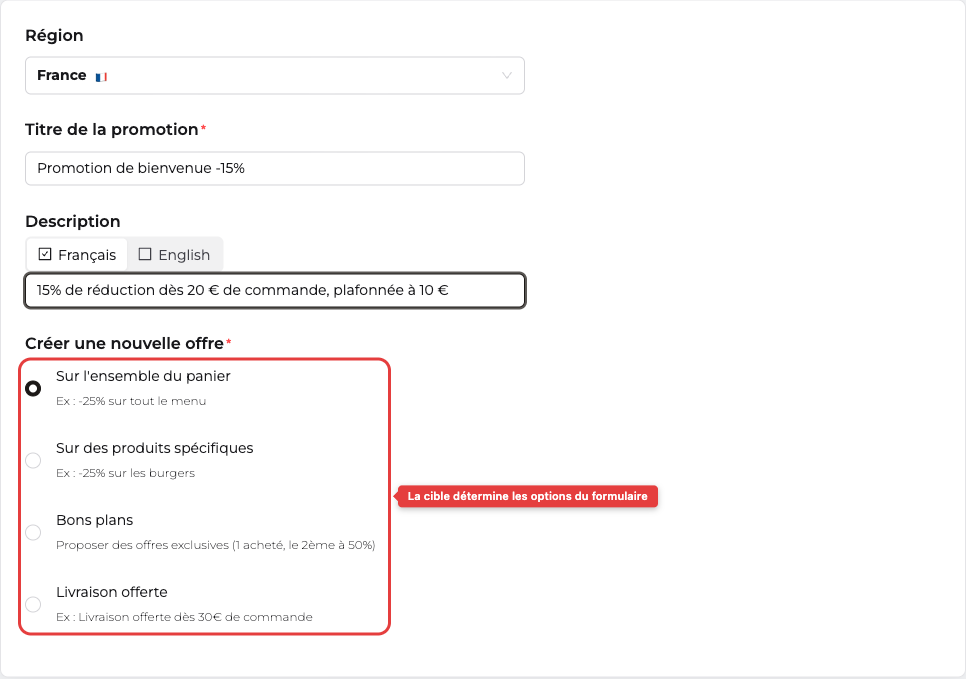 Région
France
Titre de la promotion*
Promotion de bienvenue -15%
Description
Français
English
15% de réduction dès 20 € de commande, plafonnée à 10 €
Créer une nouvelle offre*
Sur l'ensemble du panier
Ex : -25% sur tout le menu
Sur des produits spécifiques
Ex : -25% sur les burgers
La cible détermine les options du formulaire
Bons plans
Proposer des offres exclusives (1 acheté, le 2ème à 50%)
Livraison offerte
Ex : Livraison offerte dès 30€ de commande